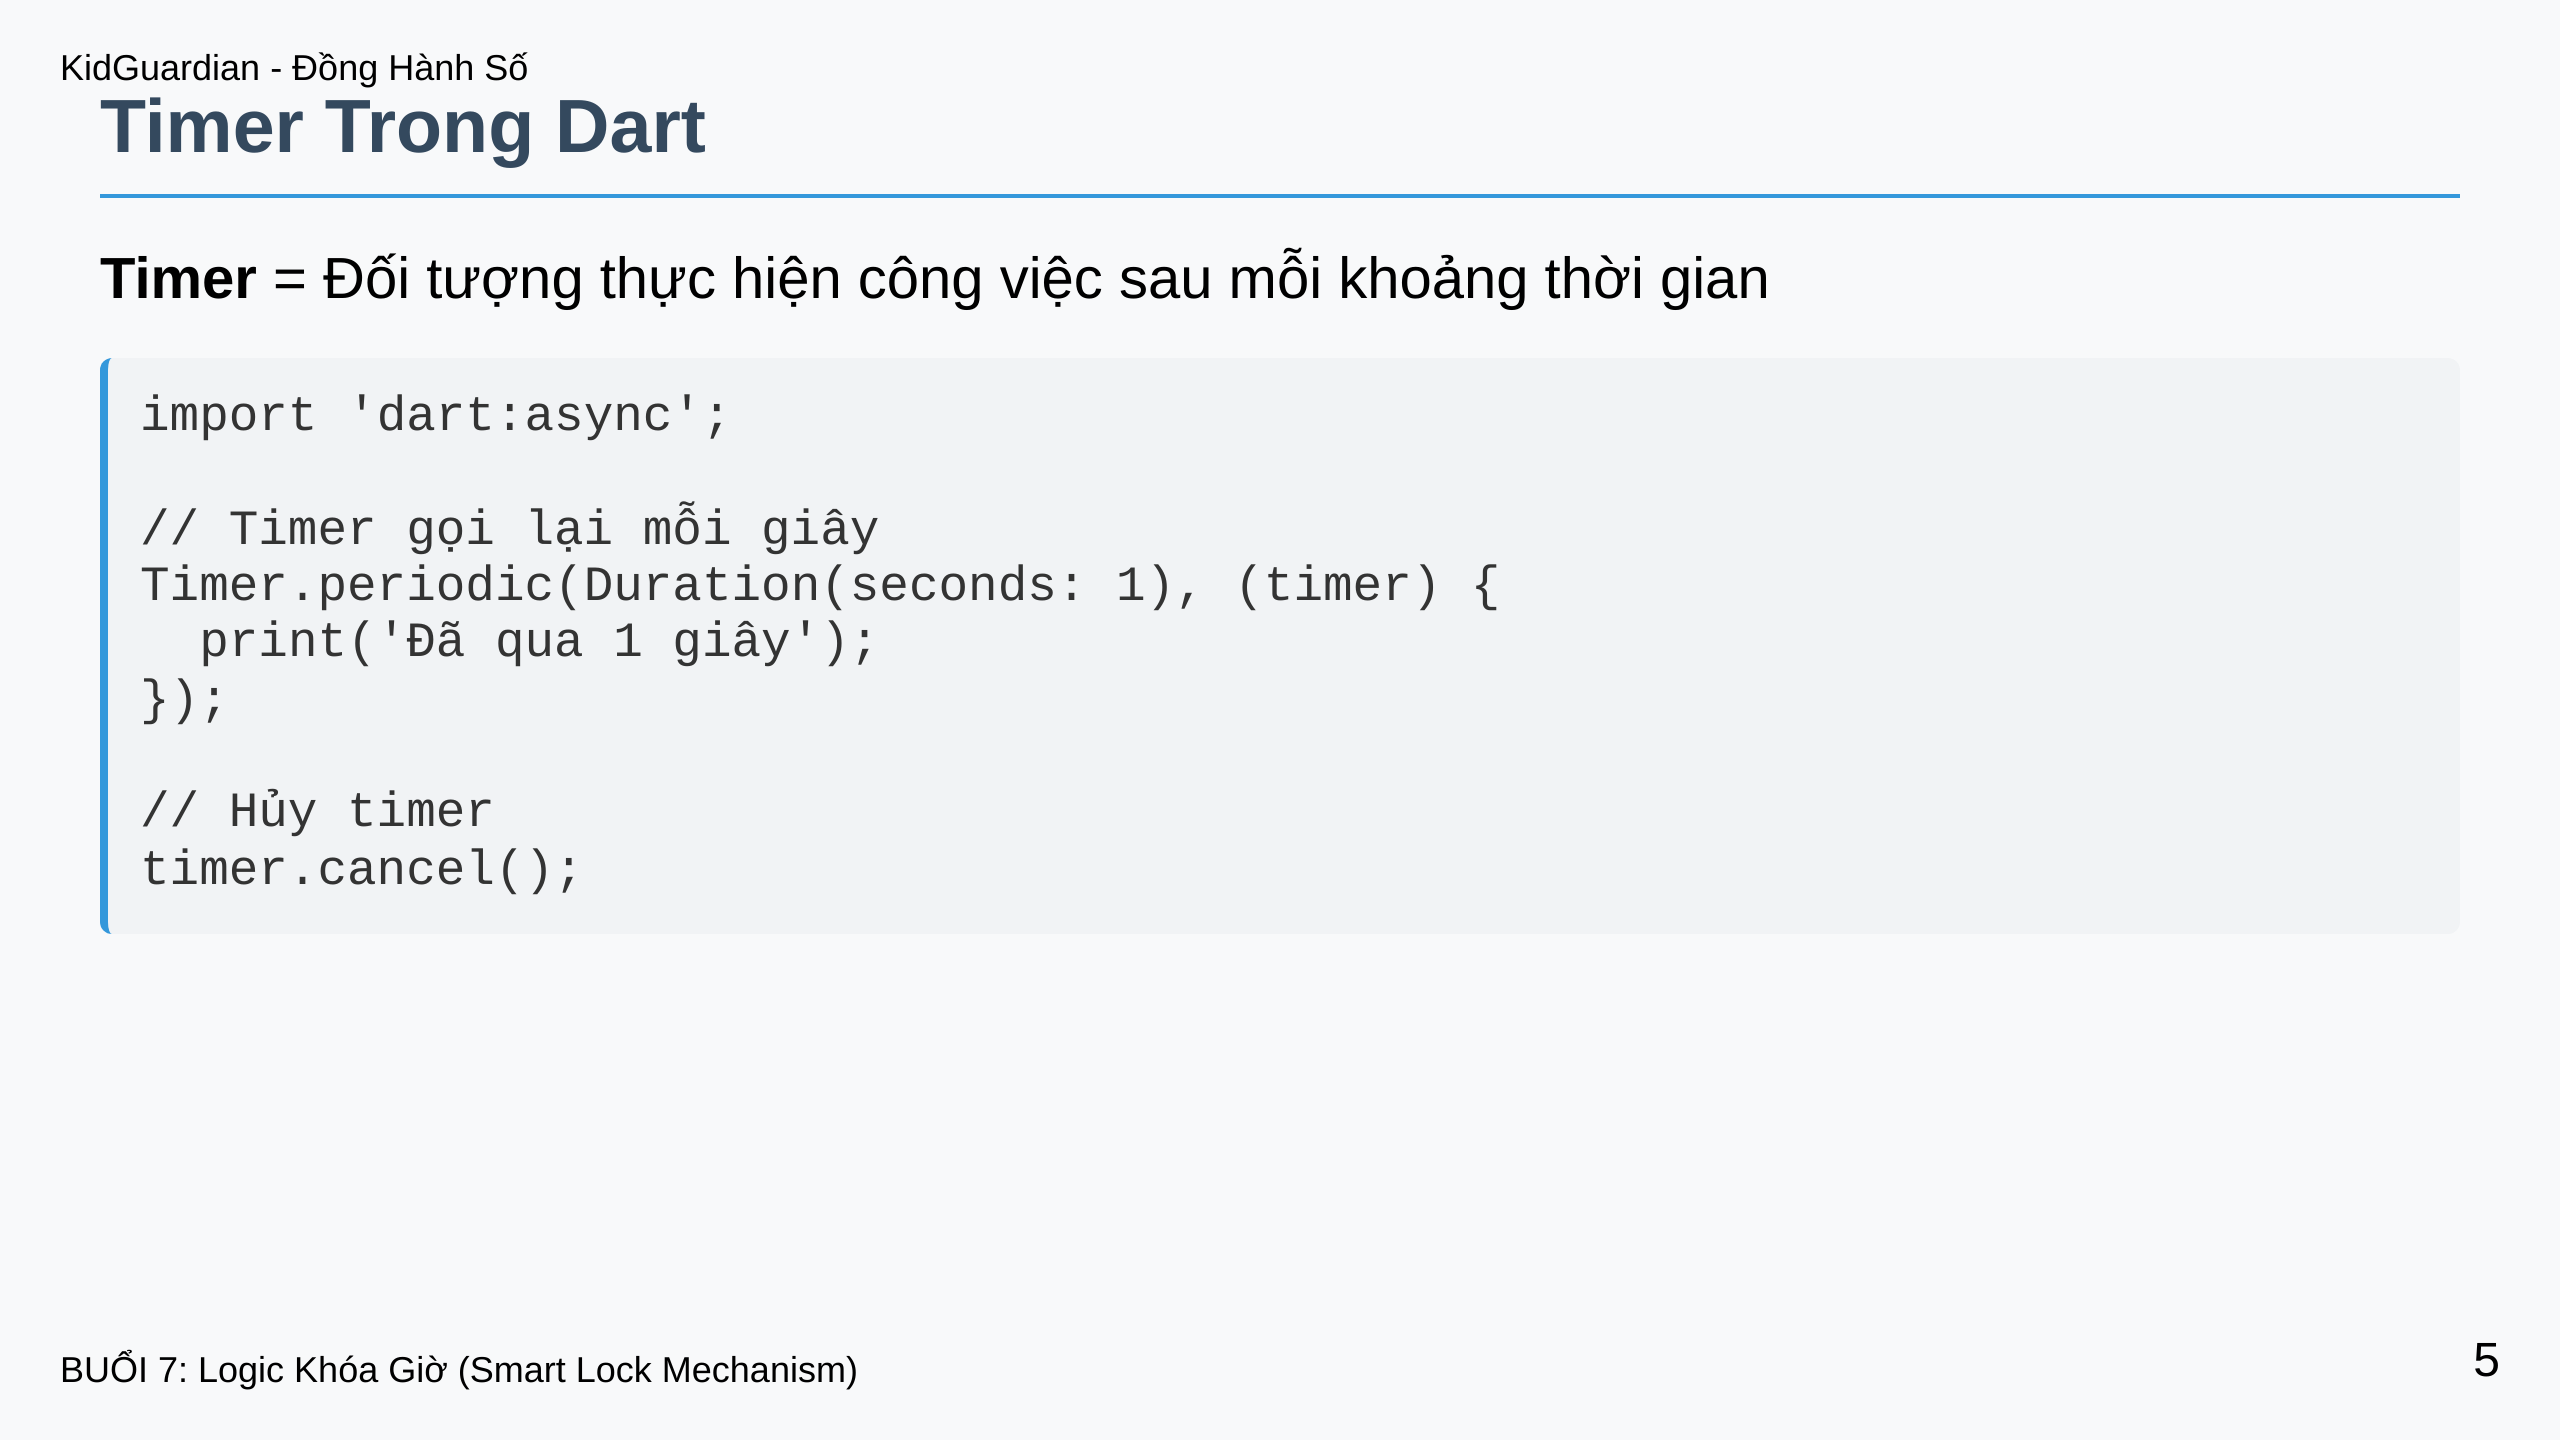 KidGuardian - Đồng Hành Số
Timer Trong Dart
Timer = Đối tượng thực hiện công việc sau mỗi khoảng thời gian
import 'dart:async';
// Timer gọi lại mỗi giây
Timer.periodic(Duration(seconds: 1), (timer) {
  print('Đã qua 1 giây');
});
// Hủy timer
timer.cancel();
BUỔI 7: Logic Khóa Giờ (Smart Lock Mechanism)
5